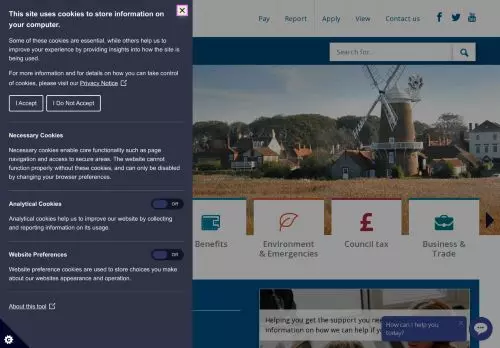 This site uses cookies to store information on
your computer.
Some of these cookies are essential, while others help us to
improve your experience by providing insights into how the site is
being used.
For more information and for details on how you can take control
of cookies, please visit our Privacy Notice
I Accept
I Do Not Accept
Necessary Cookies
Necessary cookies enable core functionality such as page
navigation and access to secure areas. The website cannot
function properly without these cookies, and can only be disabled
by changing your browser preferences.
Analytical Cookies
Off
Analytical cookies help us to improve our website by collecting
and reporting information on its usage.
Website Preferences
Off
Website preference cookies are used to store choices you make
about our websites appearance and operation.
About this tool
Pay
Report
Apply
View
Contact us
Search for...
Benefits
Environment
& Emergencies
Council tax
Business &
Trade
Helping you get the support you nee
Information on how we can help if yo
How can I help you
today?